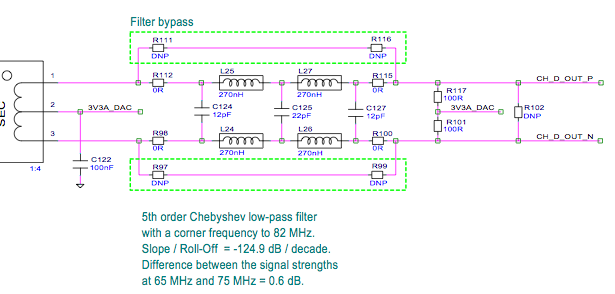 Filter bypass
R111
DNP
R116
DNP
1
R112
0R
L25
270nH
L27
270nH
R115
0R
CH_D_OUT_P
SEC
2
3V3A_DAC
C124
12pF
C125
22pF
C127
12pF
R117
100R
3V3A_DAC
R101
100R
R102
DNP
3
R98
0R
L24
270nH
L26
270nH
R100
0R
CH_D_OUT_N
1:4
C122
100nF
R97
DNP
R99
DNP
5th order Chebyshev low-pass filter
with a corner frequency to 82 MHz.
Slope / Roll-Off = -124.9 dB / decade.
Difference between the signal strengths
at 65 MHz and 75 MHz = 0.6 dB.